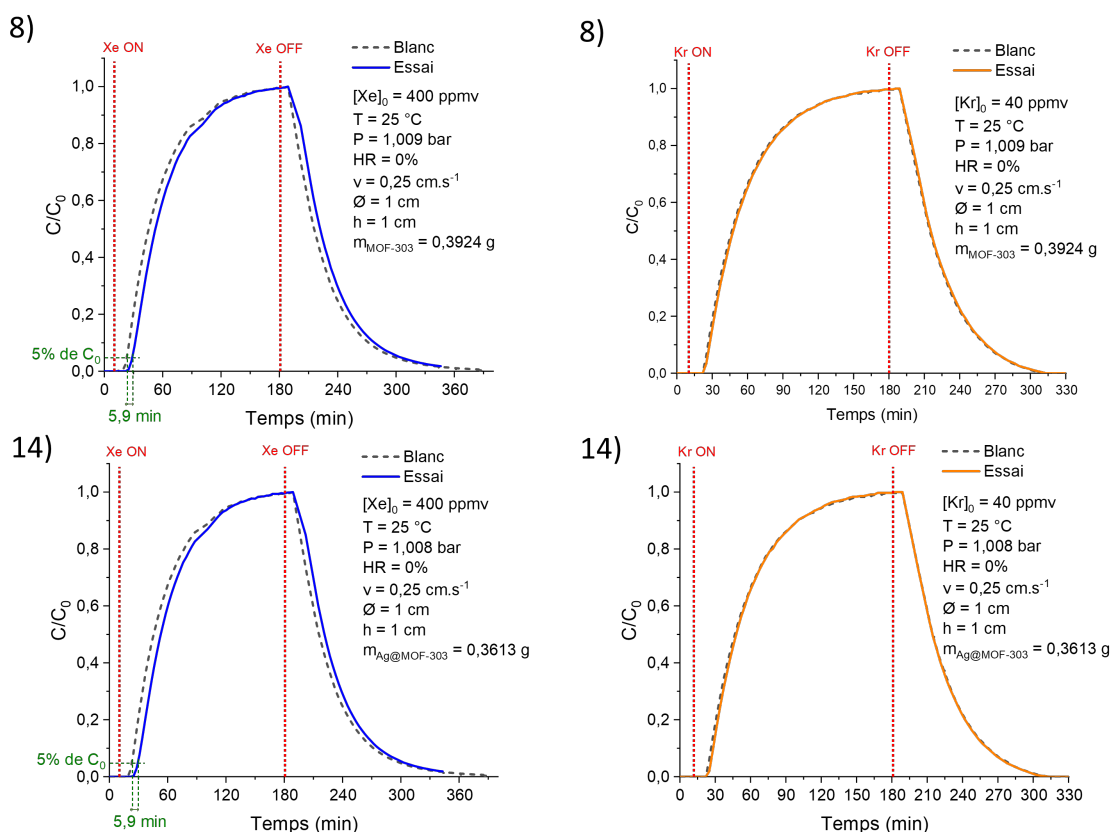 8)
Xe ON
Xe OFF
Blanc
Essai
[Xe]₀ = 400 ppmv
T = 25 °C
P = 1,009 bar
HR = 0%
v = 0,25 cm.s⁻¹
Ø = 1 cm
h = 1 cm
m_MOF-303 = 0,3924 g
C/C₀
1,0
0,8
0,6
0,4
0,2
0,0
5% de C₀
5,9 min
0 60 120 180 240 300 360
Temps (min)
8)
Kr ON
Kr OFF
Blanc
Essai
[Kr]₀ = 40 ppmv
T = 25 °C
P = 1,009 bar
HR = 0%
v = 0,25 cm.s⁻¹
Ø = 1 cm
h = 1 cm
m_MOF-303 = 0,3924 g
C/C₀
1,0
0,8
0,6
0,4
0,2
0,0
0 30 60 90 120 150 180 210 240 270 300 330
Temps (min)
14)
Xe ON
Xe OFF
Blanc
Essai
[Xe]₀ = 400 ppmv
T = 25 °C
P = 1,008 bar
HR = 0%
v = 0,25 cm.s⁻¹
Ø = 1 cm
h = 1 cm
m_Ag@MOF-303 = 0,3613 g
C/C₀
1,0
0,8
0,6
0,4
0,2
0,0
5% de C₀
5,9 min
0 60 120 180 240 300 360
Temps (min)
14)
Kr ON
Kr OFF
Blanc
Essai
[Kr]₀ = 40 ppmv
T = 25 °C
P = 1,008 bar
HR = 0%
v = 0,25 cm.s⁻¹
Ø = 1 cm
h = 1 cm
m_Ag@MOF-303 = 0,3613 g
C/C₀
1,0
0,8
0,6
0,4
0,2
0,0
0 30 60 90 120 150 180 210 240 270 300 330
Temps (min)